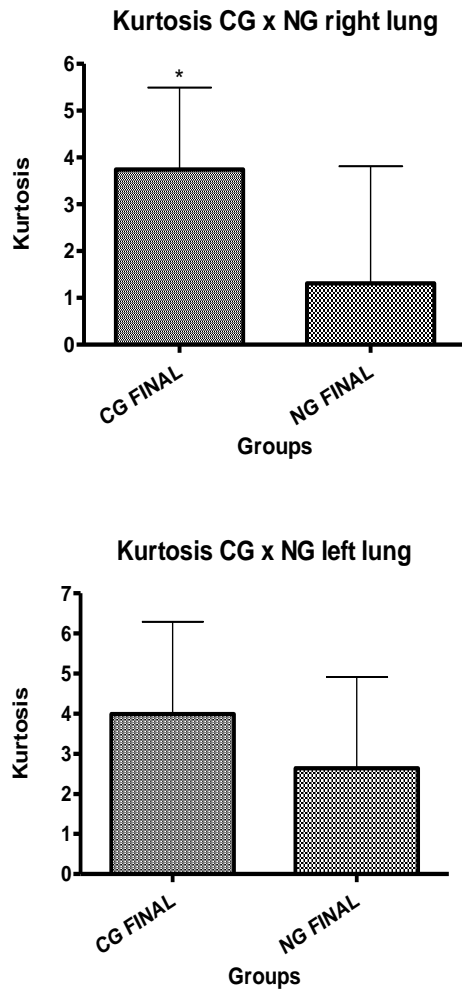 Kurtosis CG x NG right lung
6
5
4
3
2
1
0
Kurtosis
*
CG FINAL
NG FINAL
Groups
Kurtosis CG x NG left lung
7
6
5
4
3
2
1
0
Kurtosis
CG FINAL
NG FINAL
Groups